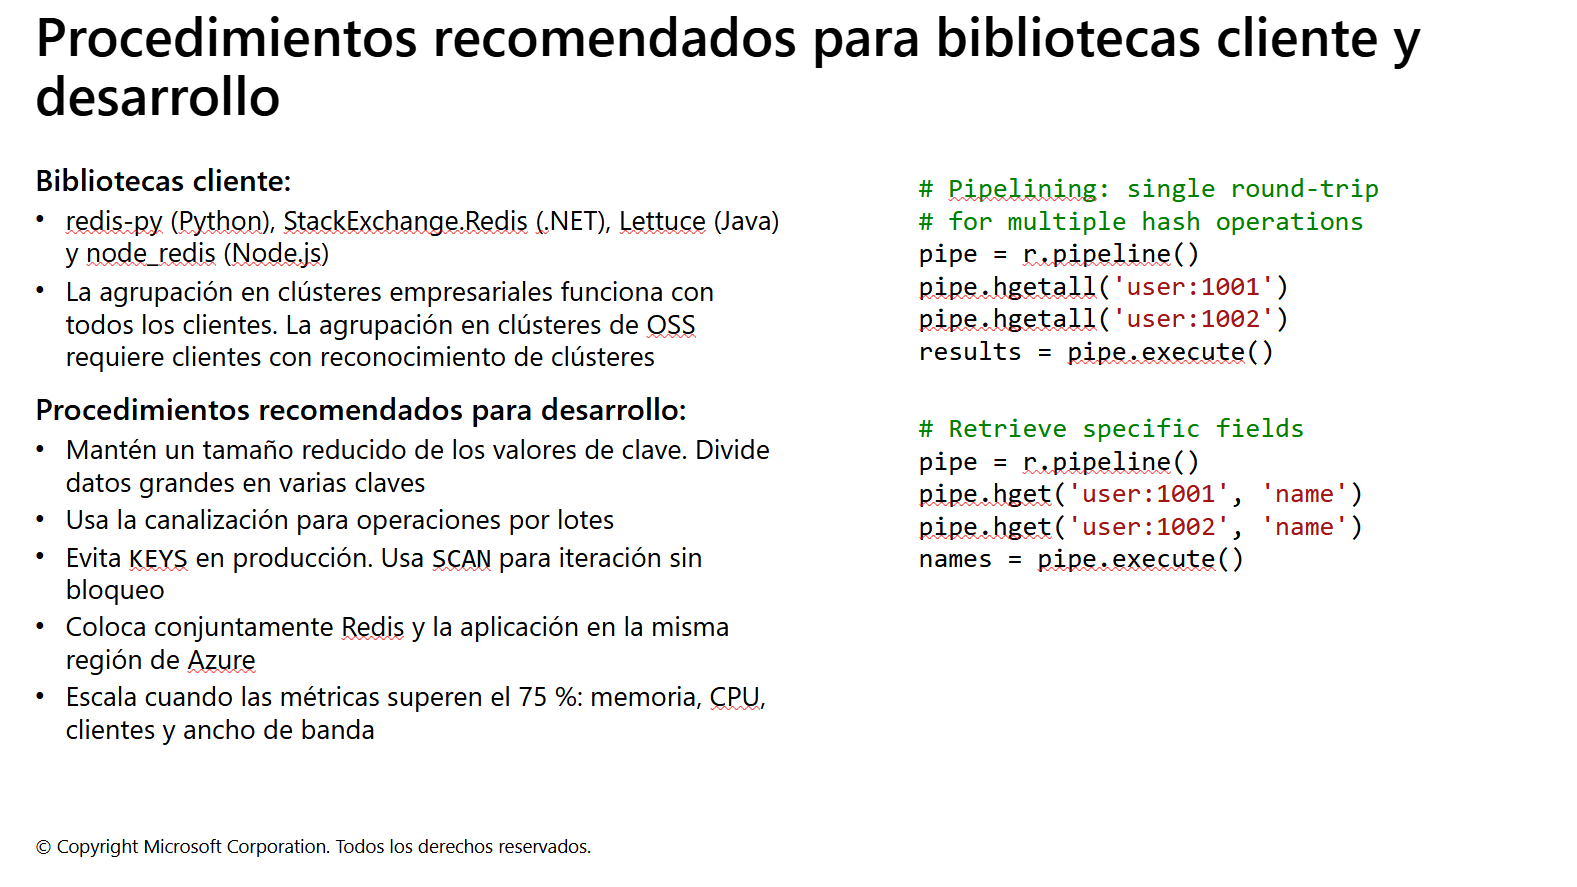 Procedimientos recomendados para bibliotecas cliente y
desarrollo
Bibliotecas cliente:
• redis-py (Python), StackExchange.Redis (.NET), Lettuce (Java)
y node_redis (Node.js)
• La agrupación en clústeres empresariales funciona con
todos los clientes. La agrupación en clústeres de OSS
requiere clientes con reconocimiento de clústeres
Procedimientos recomendados para desarrollo:
• Mantén un tamaño reducido de los valores de clave. Divide
datos grandes en varias claves
• Usa la canalización para operaciones por lotes
• Evita KEYS en producción. Usa SCAN para iteración sin
bloqueo
• Coloca conjuntamente Redis y la aplicación en la misma
región de Azure
• Escala cuando las métricas superen el 75 %: memoria, CPU,
clientes y ancho de banda
# Pipelining: single round-trip
# for multiple hash operations
pipe = r.pipeline()
pipe.hgetall('user:1001')
pipe.hgetall('user:1002')
results = pipe.execute()
# Retrieve specific fields
pipe = r.pipeline()
pipe.hget('user:1001', 'name')
pipe.hget('user:1002', 'name')
names = pipe.execute()
© Copyright Microsoft Corporation. Todos los derechos reservados.